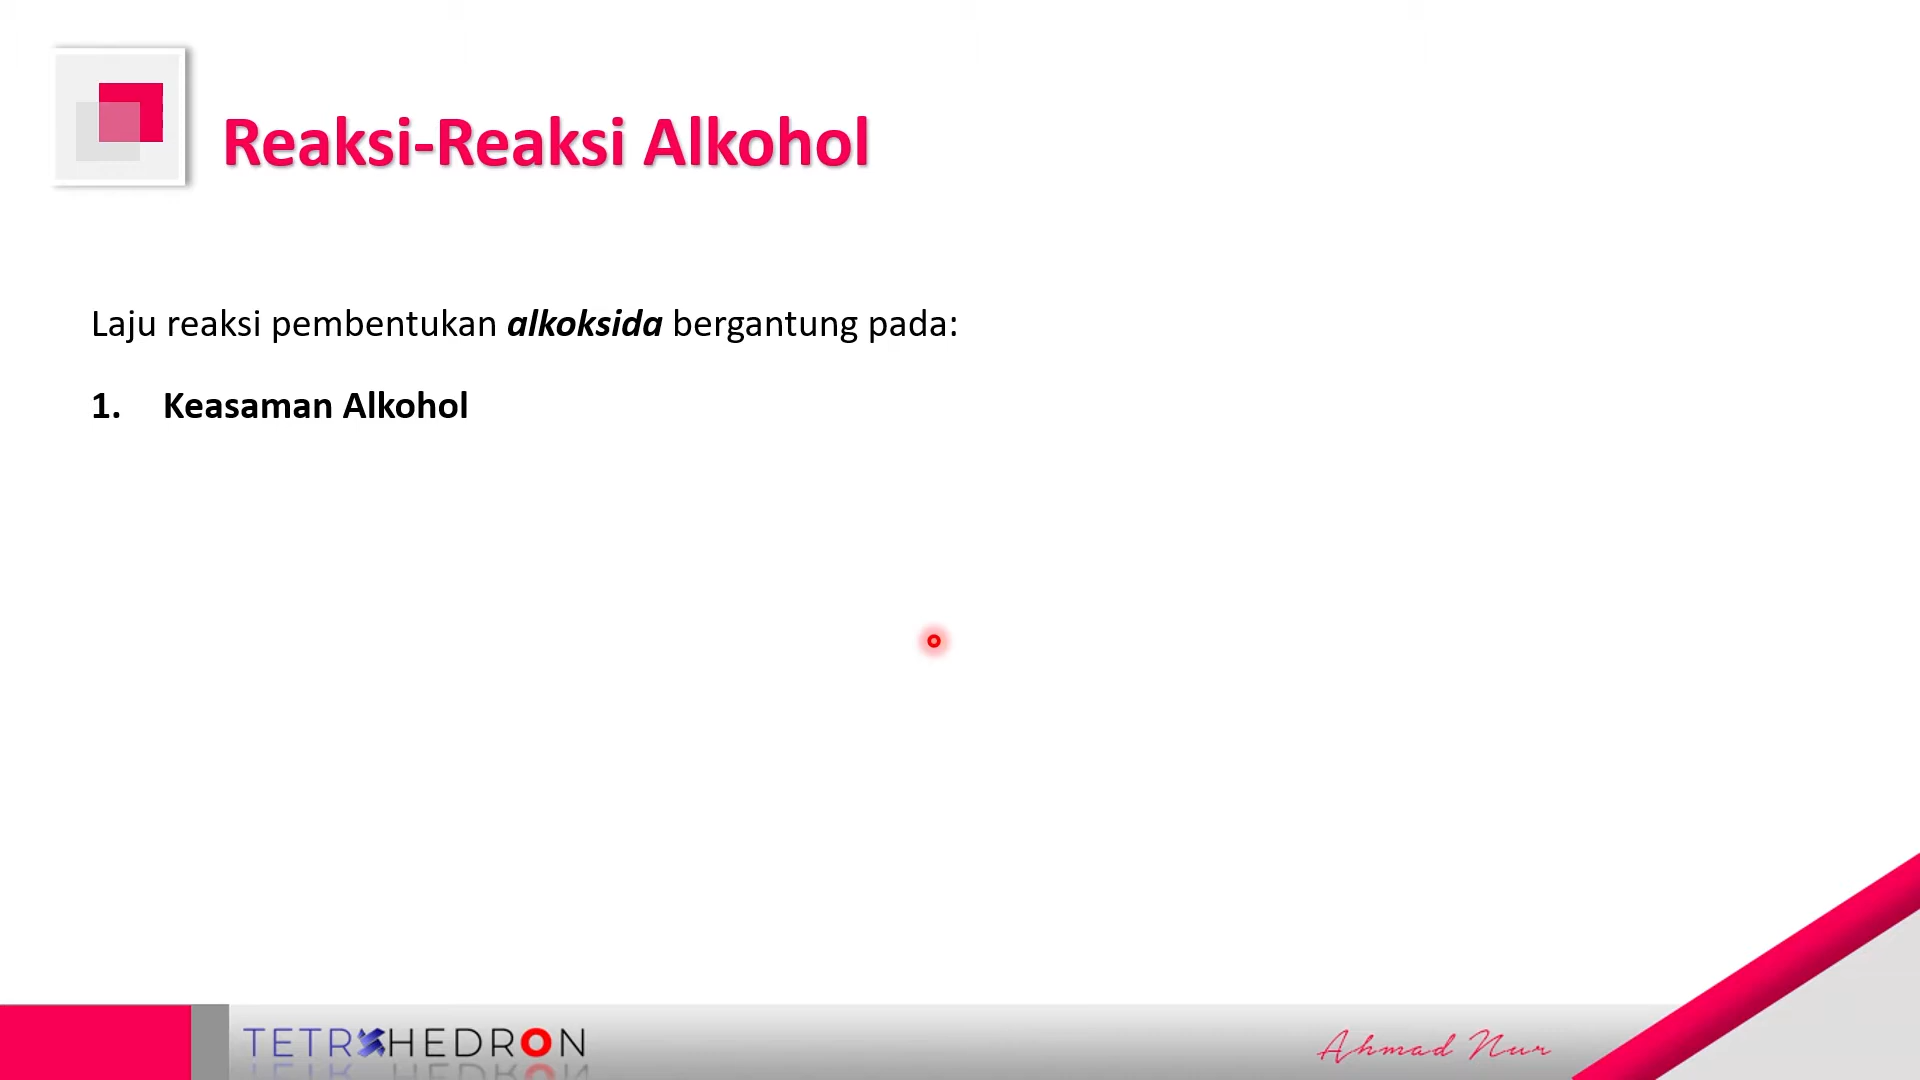 Reaksi-Reaksi Alkohol
Laju reaksi pembentukan alkoksida bergantung pada:
1. Keasaman Alkohol
TETRAHEDRON
Ahmad Nur